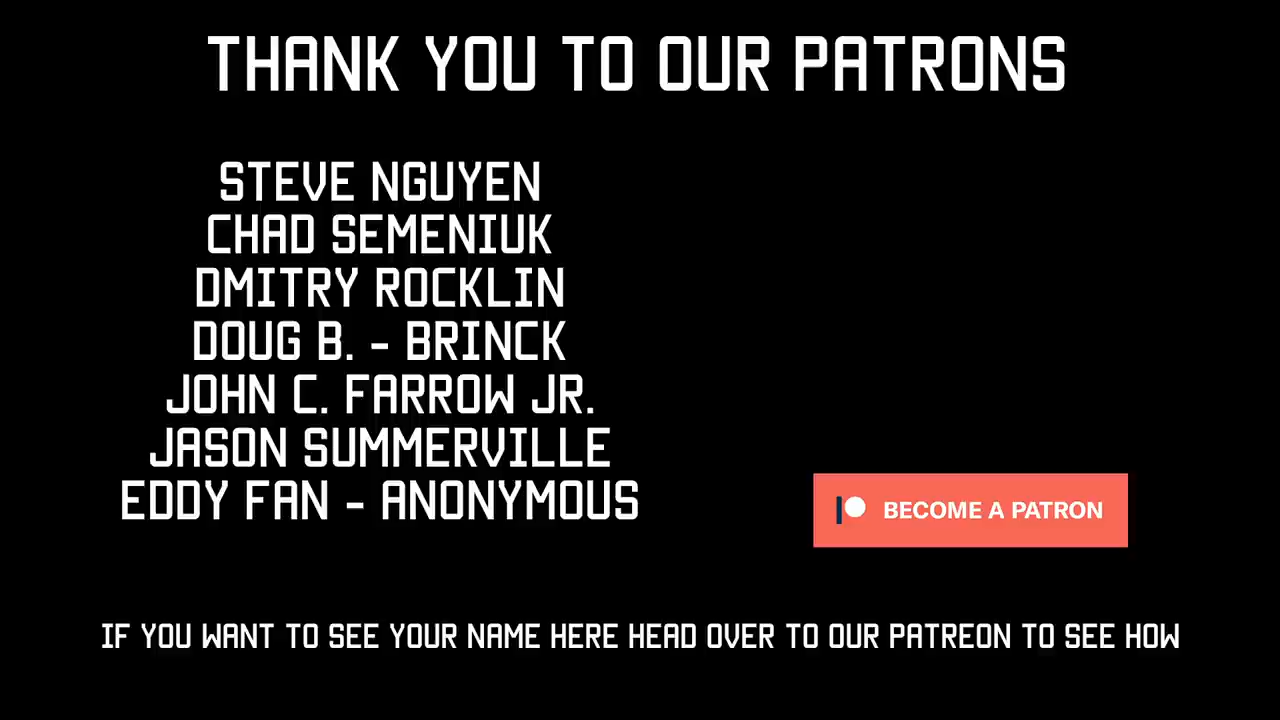 THANK YOU TO OUR PATRONS
STEVE NGUYEN
CHAD SEMENIUK
DMITRY ROCKLIN
DOUG B. - BRINCK
JOHN C. FARROW JR.
JASON SUMMERVILLE
EDDY FAN - ANONYMOUS
BECOME A PATRON
IF YOU WANT TO SEE YOUR NAME HERE HEAD OVER TO OUR PATREON TO SEE HOW